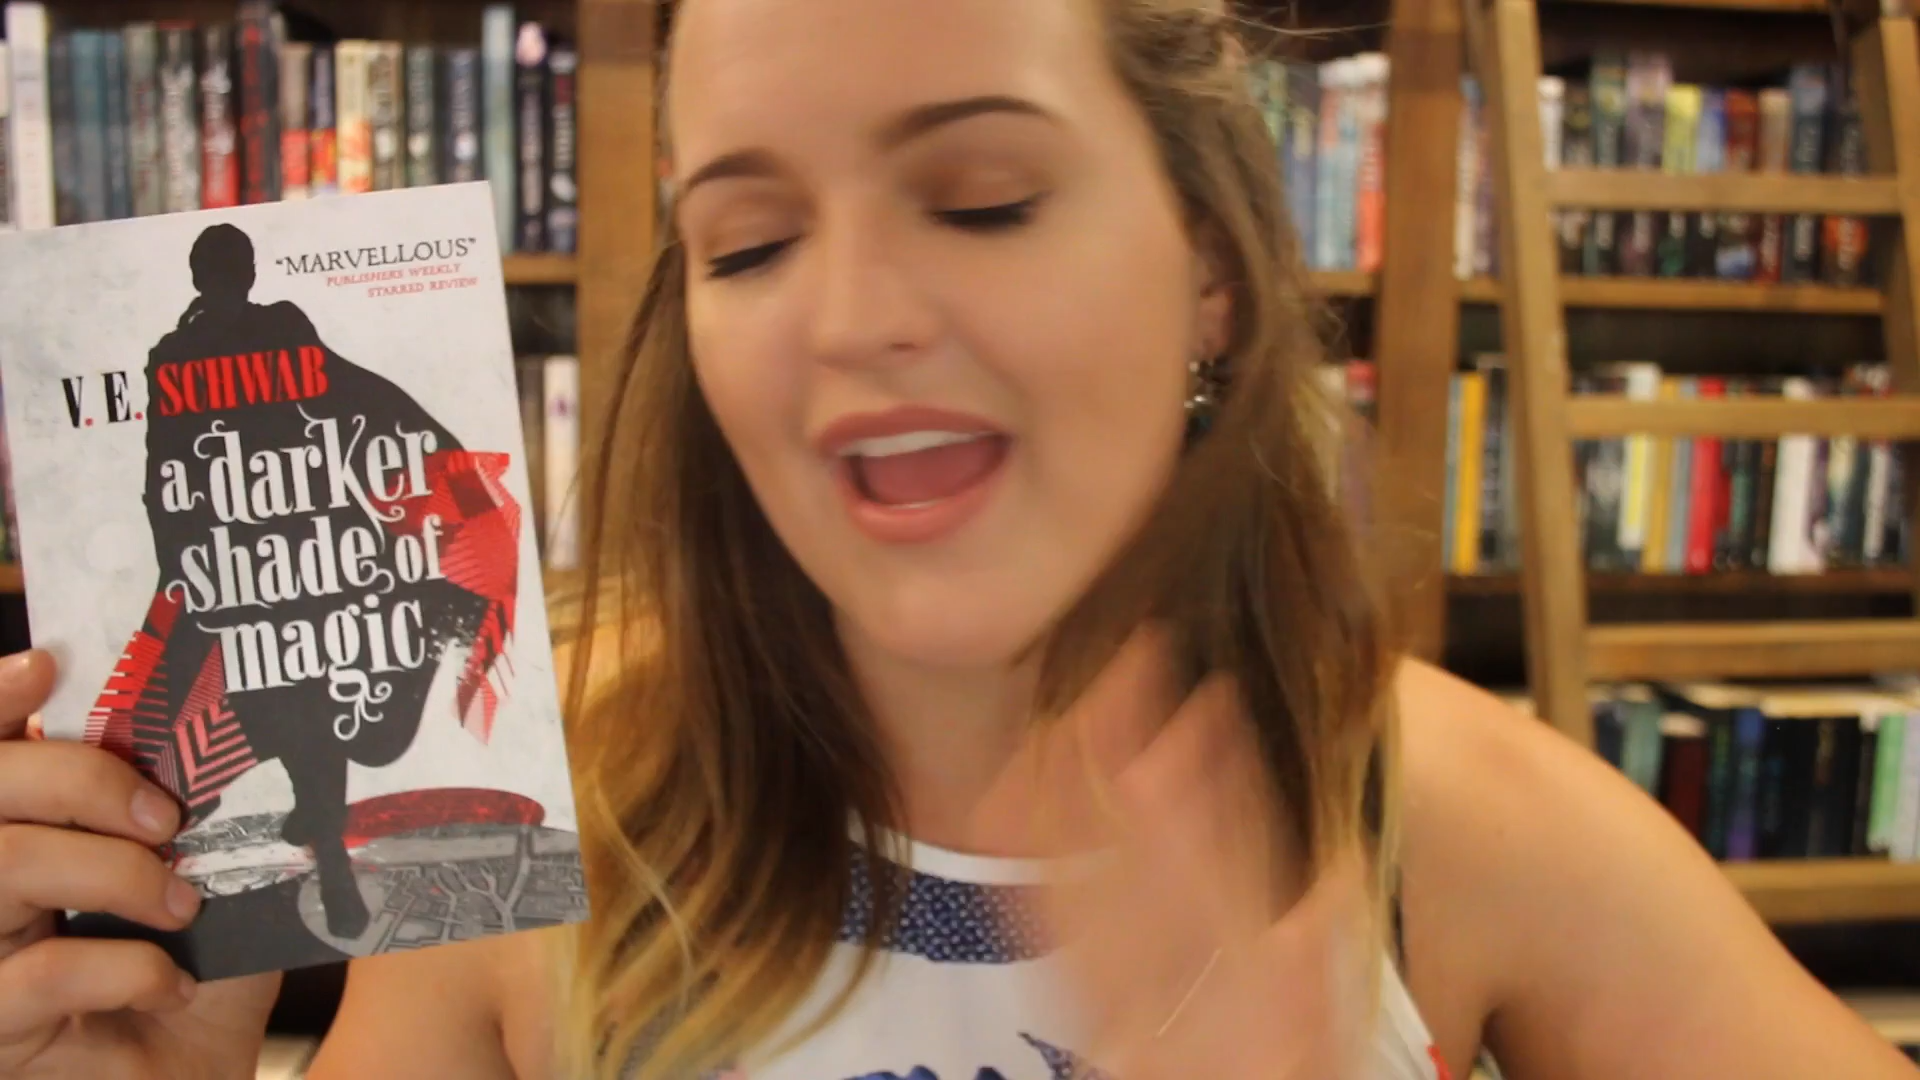 "MARVELLOUS"
PUBLISHERS WEEKLY
STARRED REVIEW
V. E. SCHWAB
a darker
shade of
magic